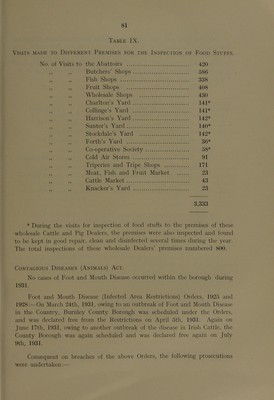 61
Table IX.
Visits made to Different Premises for the Inspection of Food Stuffs
No. of Visits to the Abattoirs ........................ 420
„ „ Butchers' Shops ........................ 586
„ „ Fish Shops ........................ 338
„ „ Fruit Shops ........................ 408
„ „ Wholesale Shops ........................ 430
„ „ Charlton's Yard ........................ 141*
„ „ Collinge's Yard ........................ 141*
„ „ Harrison's Yard ........................ 142*
„ „ Santer's Yard ........................ 140*
„ „ Stockdale's Yard ........................ 142*
„ „ Forth's Yard ........................ 36*
„ „ Co-operative Society ........................ 58*
„ „ Cold Air Stores ........................ 91
„ „ Triperies and Tripe Shops ........................ 171
„ „ Meat, Fish and Fruit Market ........................ 23
„ „ Cattle Market ........................ 43
„ „ Knacker's Yard ........................ 23
3,333
* During the visits for inspection of food stuffs to the premises of these
wholesale Cattle and Pig Dealers, the premises were also inspected and found
to be kept in good repair, clean and disinfected several times during the year.
The total inspections of these wholesale Dealers' premises numbered 800.
Contagious Diseases (Animals) Act.
No cases of Foot and Mouth Disease occurred within the borough during
1931.
Foot and Mouth Disease (Infected Area Restrictions) Orders, 1925 and
1928:—On March 24th, 1931, owing to an outbreak of Foot and Mouth Disease
in the Country, Burnley County Borough was scheduled under the Orders,
and was declared free from the Restrictions on April 5th, 1931. Again on
June 17th, 1931, owing to another outbreak of the disease in Irish Cattle, the
County Borough was again scheduled and was declared free again on July
9th, 1931.
Consequent on breaches of the above Orders, the following prosecutions
were undertaken:—